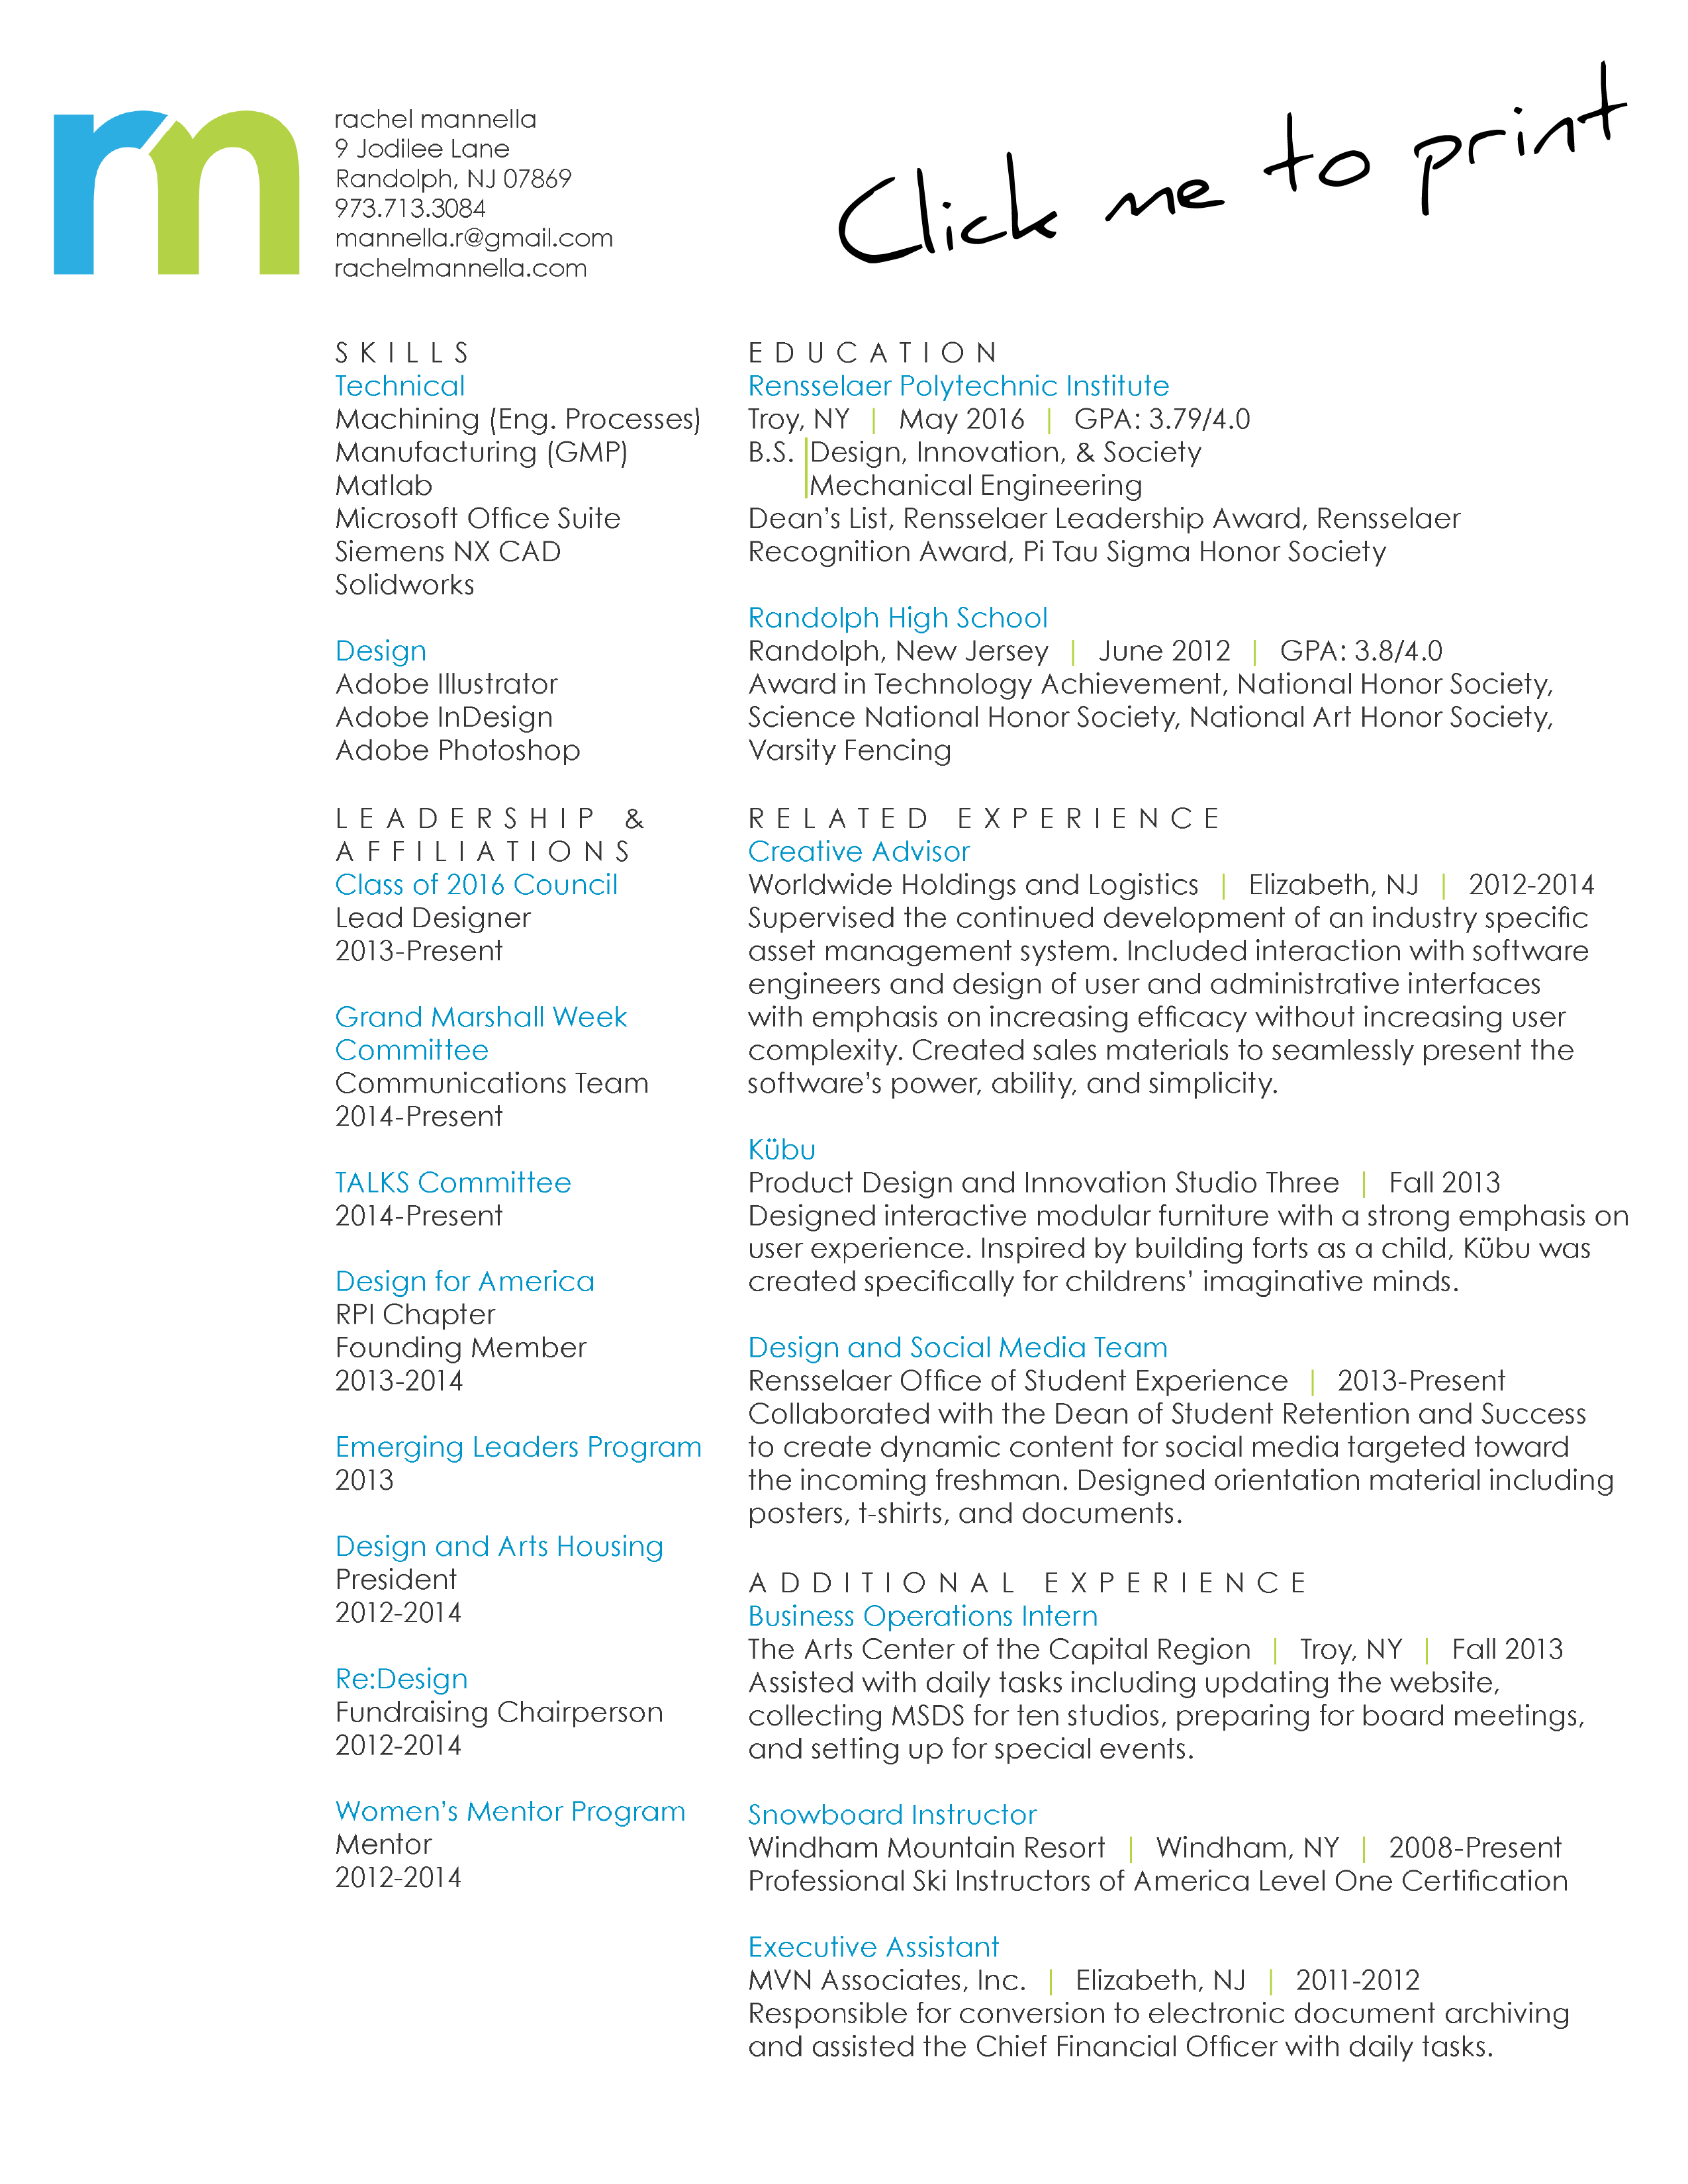 rm
rachel mannella
9 Jodilee Lane
Randolph, NJ 07869
973.713.3084
mannella.r@gmail.com
rachelmannella.com
Click me to print
SKILLS
Technical
Machining (Eng. Processes)
Manufacturing (GMP)
Matlab
Microsoft Office Suite
Siemens NX CAD
Solidworks
Design
Adobe Illustrator
Adobe InDesign
Adobe Photoshop
LEADERSHIP &
AFFILIATIONS
Class of 2016 Council
Lead Designer
2013-Present
Grand Marshall Week
Committee
Communications Team
2014-Present
TALKS Committee
2014-Present
Design for America
RPI Chapter
Founding Member
2013-2014
Emerging Leaders Program
2013
Design and Arts Housing
President
2012-2014
Re:Design
Fundraising Chairperson
2012-2014
Women's Mentor Program
Mentor
2012-2014
EDUCATION
Rensselaer Polytechnic Institute
Troy, NY | May 2016 | GPA: 3.79/4.0
B.S. | Design, Innovation, & Society
Mechanical Engineering
Dean's List, Rensselaer Leadership Award, Rensselaer
Recognition Award, Pi Tau Sigma Honor Society
Randolph High School
Randolph, New Jersey | June 2012 | GPA: 3.8/4.0
Award in Technology Achievement, National Honor Society,
Science National Honor Society, National Art Honor Society,
Varsity Fencing
RELATED EXPERIENCE
Creative Advisor
Worldwide Holdings and Logistics | Elizabeth, NJ | 2012-2014
Supervised the continued development of an industry specific
asset management system. Included interaction with software
engineers and design of user and administrative interfaces
with emphasis on increasing efficacy without increasing user
complexity. Created sales materials to seamlessly present the
software's power, ability, and simplicity.
Kübu
Product Design and Innovation Studio Three | Fall 2013
Designed interactive modular furniture with a strong emphasis on
user experience. Inspired by building forts as a child, Kübu was
created specifically for childrens' imaginative minds.
Design and Social Media Team
Rensselaer Office of Student Experience | 2013-Present
Collaborated with the Dean of Student Retention and Success
to create dynamic content for social media targeted toward
the incoming freshman. Designed orientation material including
posters, t-shirts, and documents.
ADDITIONAL EXPERIENCE
Business Operations Intern
The Arts Center of the Capital Region | Troy, NY | Fall 2013
Assisted with daily tasks including updating the website,
collecting MSDS for ten studios, preparing for board meetings,
and setting up for special events.
Snowboard Instructor
Windham Mountain Resort | Windham, NY | 2008-Present
Professional Ski Instructors of America Level One Certification
Executive Assistant
MVN Associates, Inc. | Elizabeth, NJ | 2011-2012
Responsible for conversion to electronic document archiving
and assisted the Chief Financial Officer with daily tasks.